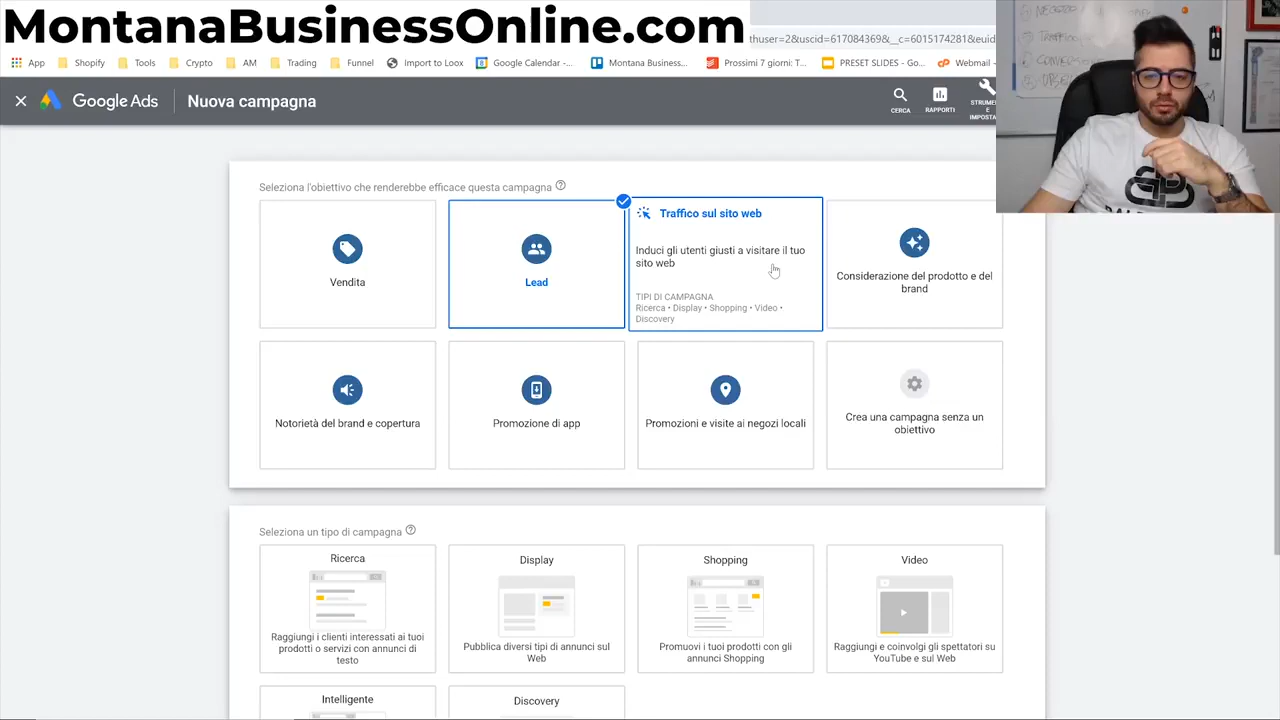 MontanaBusinessOnline.com
thuser=2&uscid=617084369&__c=6015174281&euid
App Shopify Tools Crypto AM Trading Funnel Import to Loox Google Calendar -... Montana Business... Prossimi 7 giorni: T... PRESET SLIDES - Go... Webmail
Google Ads Nuova campagna
CERCA
RAPPORTI
STRUME
E
IMPOSTA
Seleziona l'obiettivo che renderebbe efficace questa campagna
Vendita
Lead
Traffico sul sito web
Induci gli utenti giusti a visitare il tuo
sito web
TIPI DI CAMPAGNA
Ricerca • Display • Shopping • Video •
Discovery
Considerazione del prodotto e del
brand
Notorietà del brand e copertura
Promozione di app
Promozioni e visite ai negozi locali
Crea una campagna senza un
obiettivo
Seleziona un tipo di campagna
Ricerca
Raggiungi i clienti interessati ai tuoi
prodotti o servizi con annunci di
testo
Display
Pubblica diversi tipi di annunci sul
Web
Shopping
Promuovi i tuoi prodotti con gli
annunci Shopping
Video
Raggiungi e coinvolgi gli spettatori su
YouTube e sul Web
Intelligente
Discovery